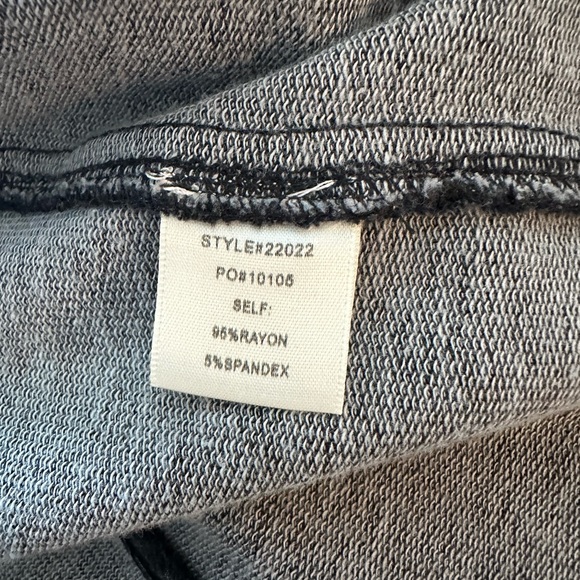 STYLE#22022
PO#10105
SELF:
95%RAYON
5%SPANDEX